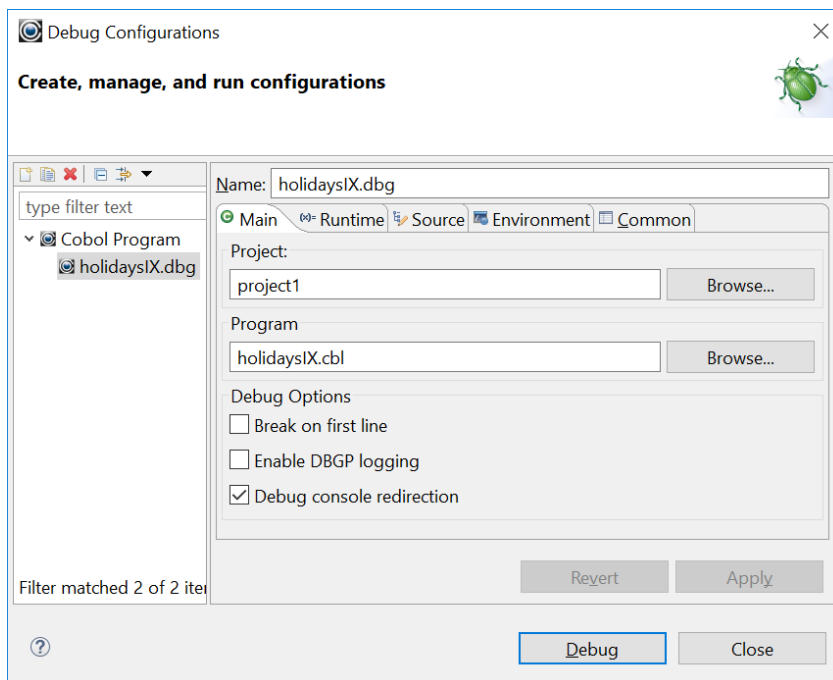 Debug Configurations
Create, manage, and run configurations
type filter text
Cobol Program
holidaysIX.dbg
Filter matched 2 of 2 iter
Name: holidaysIX.dbg
Main (x)= Runtime Source Environment Common
Project:
project1 Browse...
Program
holidaysIX.cbl Browse...
Debug Options
Break on first line
Enable DBGP logging
Debug console redirection
Revert Apply
? Debug Close